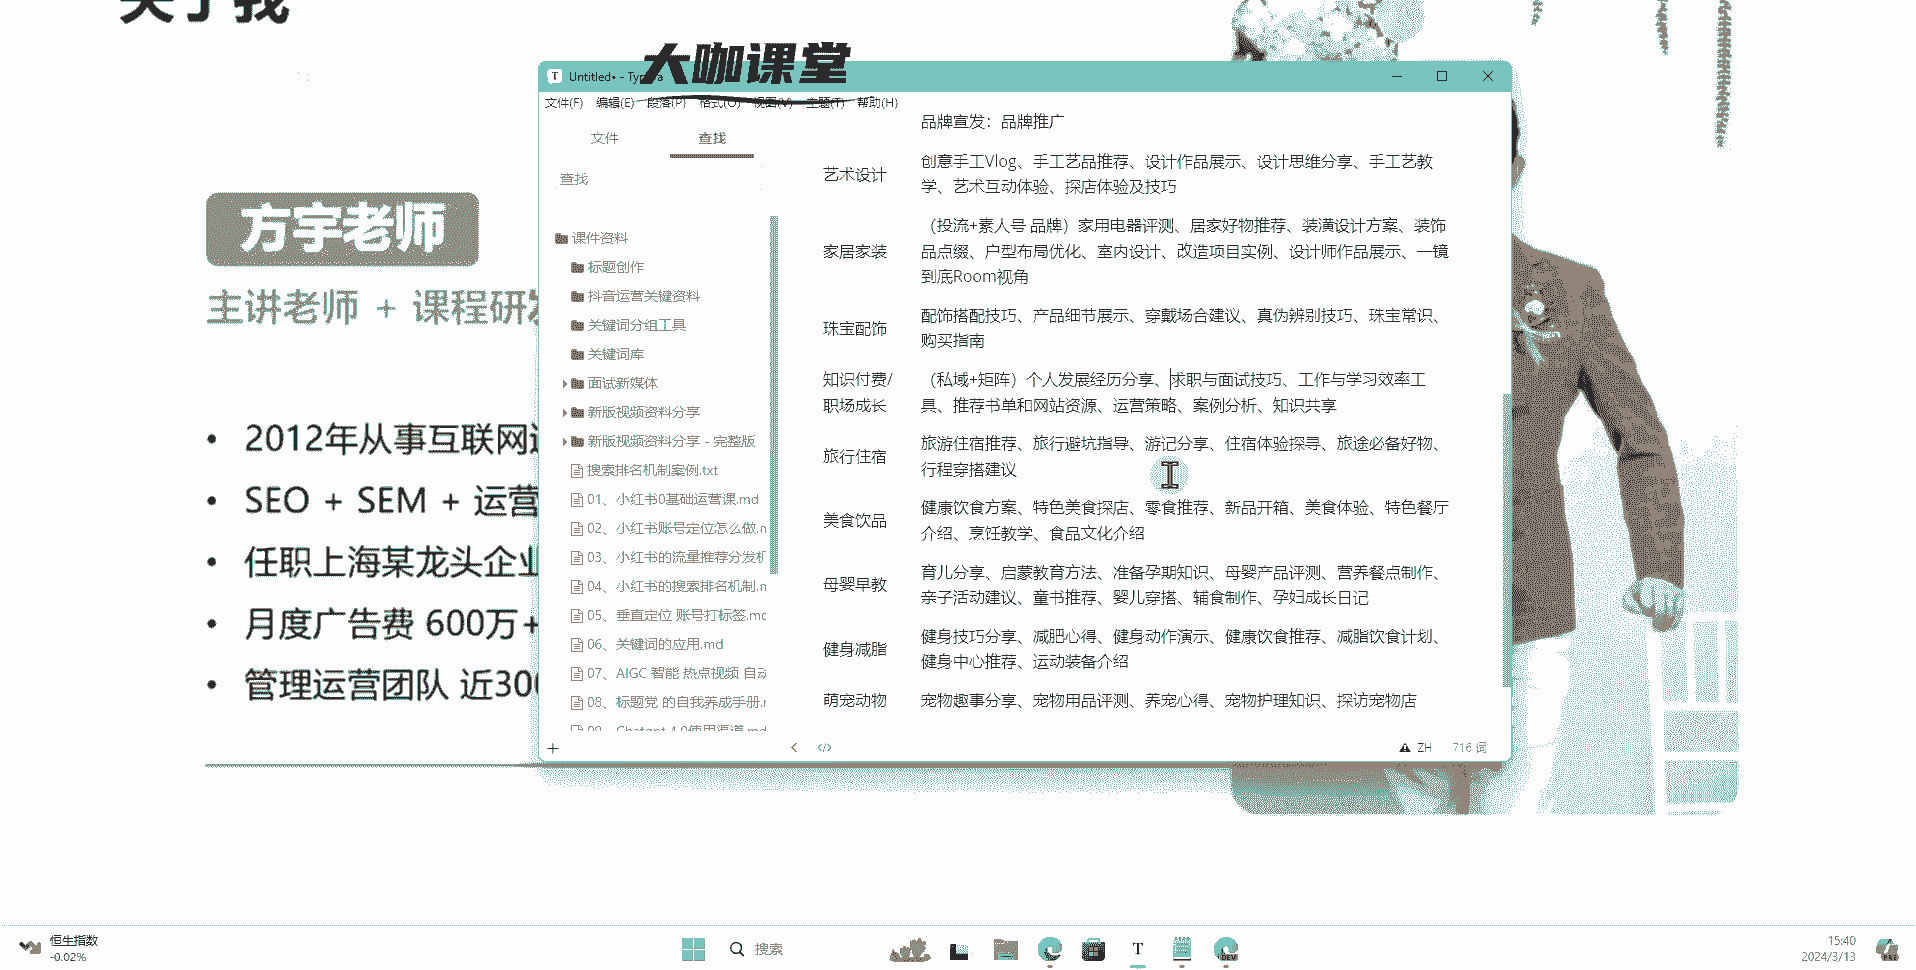 关于我
大咖课堂
Untitled• - Ty
文件(F) 编辑(E) 段落(P) 格式(O) 视图(V) 主题(T) 帮助(H)
文件 查找
查找
课件资料
标题创作
抖音运营关键资料
关键词分组工具
关键词库
面试新媒体
新版视频资料分享
新版视频资料分享 - 完整版
搜索排名机制案例.txt
01、小红书0基础运营课.md
02、小红书账号定位怎么做.
03、小红书的流量推荐分发机
04、小红书的搜索排名机制.
05、垂直定位 账号打标签.md
06、关键词的应用.md
07、AIGC 智能 热点视频 自动
08、标题党 的自我养成手册.
品牌宣发：品牌推广
艺术设计
创意手工Vlog、手工艺品推荐、设计作品展示、设计思维分享、手工艺教
学、艺术互动体验、探店体验及技巧
家居家装
（投流+素人号 品牌）家用电器评测、居家好物推荐、装潢设计方案、装饰
品点缀、户型布局优化、室内设计、改造项目实例、设计师作品展示、一镜
到底Room视角
珠宝配饰
配饰搭配技巧、产品细节展示、穿戴场合建议、真伪辨别技巧、珠宝常识、
购买指南
知识付费/
职场成长
（私域+矩阵）个人发展经历分享、求职与面试技巧、工作与学习效率工
具、推荐书单和网站资源、运营策略、案例分析、知识共享
旅行住宿
旅游住宿推荐、旅行避坑指导、游记分享、住宿体验探寻、旅途必备好物、
行程穿搭建议
美食饮品
健康饮食方案、特色美食探店、零食推荐、新品开箱、美食体验、特色餐厅
介绍、烹饪教学、食品文化介绍
母婴早教
育儿分享、启蒙教育方法、准备孕期知识、母婴产品评测、营养餐点制作、
亲子活动建议、童书推荐、婴儿穿搭、辅食制作、孕妇成长日记
健身减脂
健身技巧分享、减肥心得、健身动作演示、健康饮食推荐、减脂饮食计划、
健身中心推荐、运动装备介绍
萌宠动物
宠物趣事分享、宠物用品评测、养宠心得、宠物护理知识、探访宠物店
ZH 716 词
方宇老师
主讲老师 + 课程研发
• 2012年从事互联网
• SEO + SEM + 运营
• 任职上海某龙头企业
• 月度广告费 600万+
• 管理运营团队 近300
恒生指数
-0.02%
搜索
15:40
2024/3/13